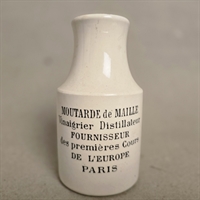 MOUTARDE de MAILLE
Vinaigrier Distillateur
FOURNISSEUR
des premières Cours
DE L'EUROPE
PARIS